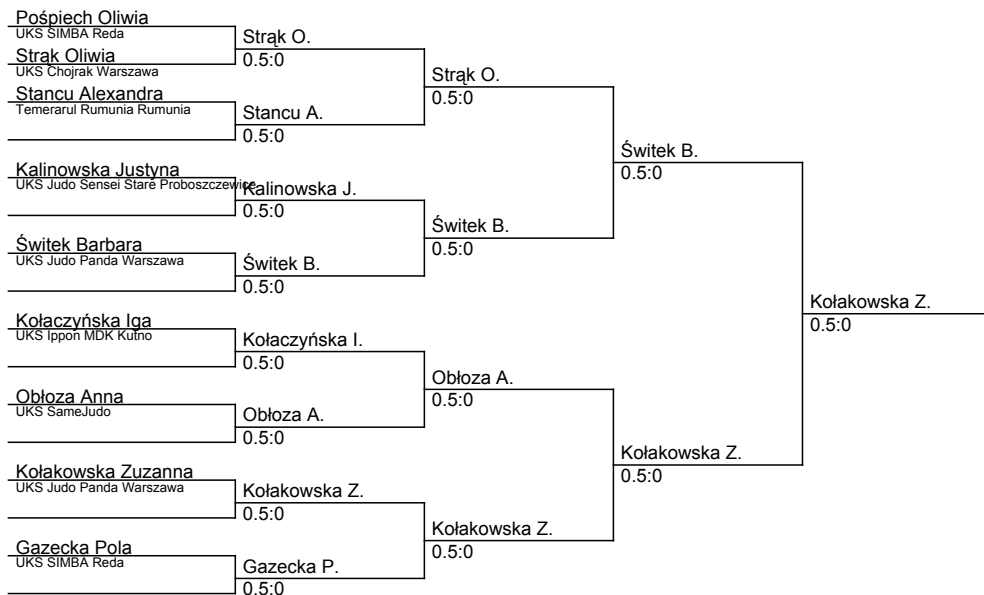 Pośpiech Oliwia
UKS SIMBA Reda
Strąk Oliwia
UKS Chojrak Warszawa
Stancu Alexandra
Temerarul Rumunia Rumunia
Kalinowska Justyna
UKS Judo Sensei Stare Proboszczewice
Świtek Barbara
UKS Judo Panda Warszawa
Kołaczyńska Iga
UKS Ippon MDK Kutno
Obłoza Anna
UKS SameJudo
Kołakowska Zuzanna
UKS Judo Panda Warszawa
Gazecka Pola
UKS SIMBA Reda
Strąk O.
0.5:0
Stancu A.
0.5:0
Kalinowska J.
0.5:0
Świtek B.
0.5:0
Kołaczyńska I.
0.5:0
Obłoza A.
0.5:0
Kołakowska Z.
0.5:0
Gazecka P.
0.5:0
Strąk O.
0.5:0
Świtek B.
0.5:0
Obłoza A.
0.5:0
Kołakowska Z.
0.5:0
Świtek B.
0.5:0
Kołakowska Z.
0.5:0
Kołakowska Z.
0.5:0